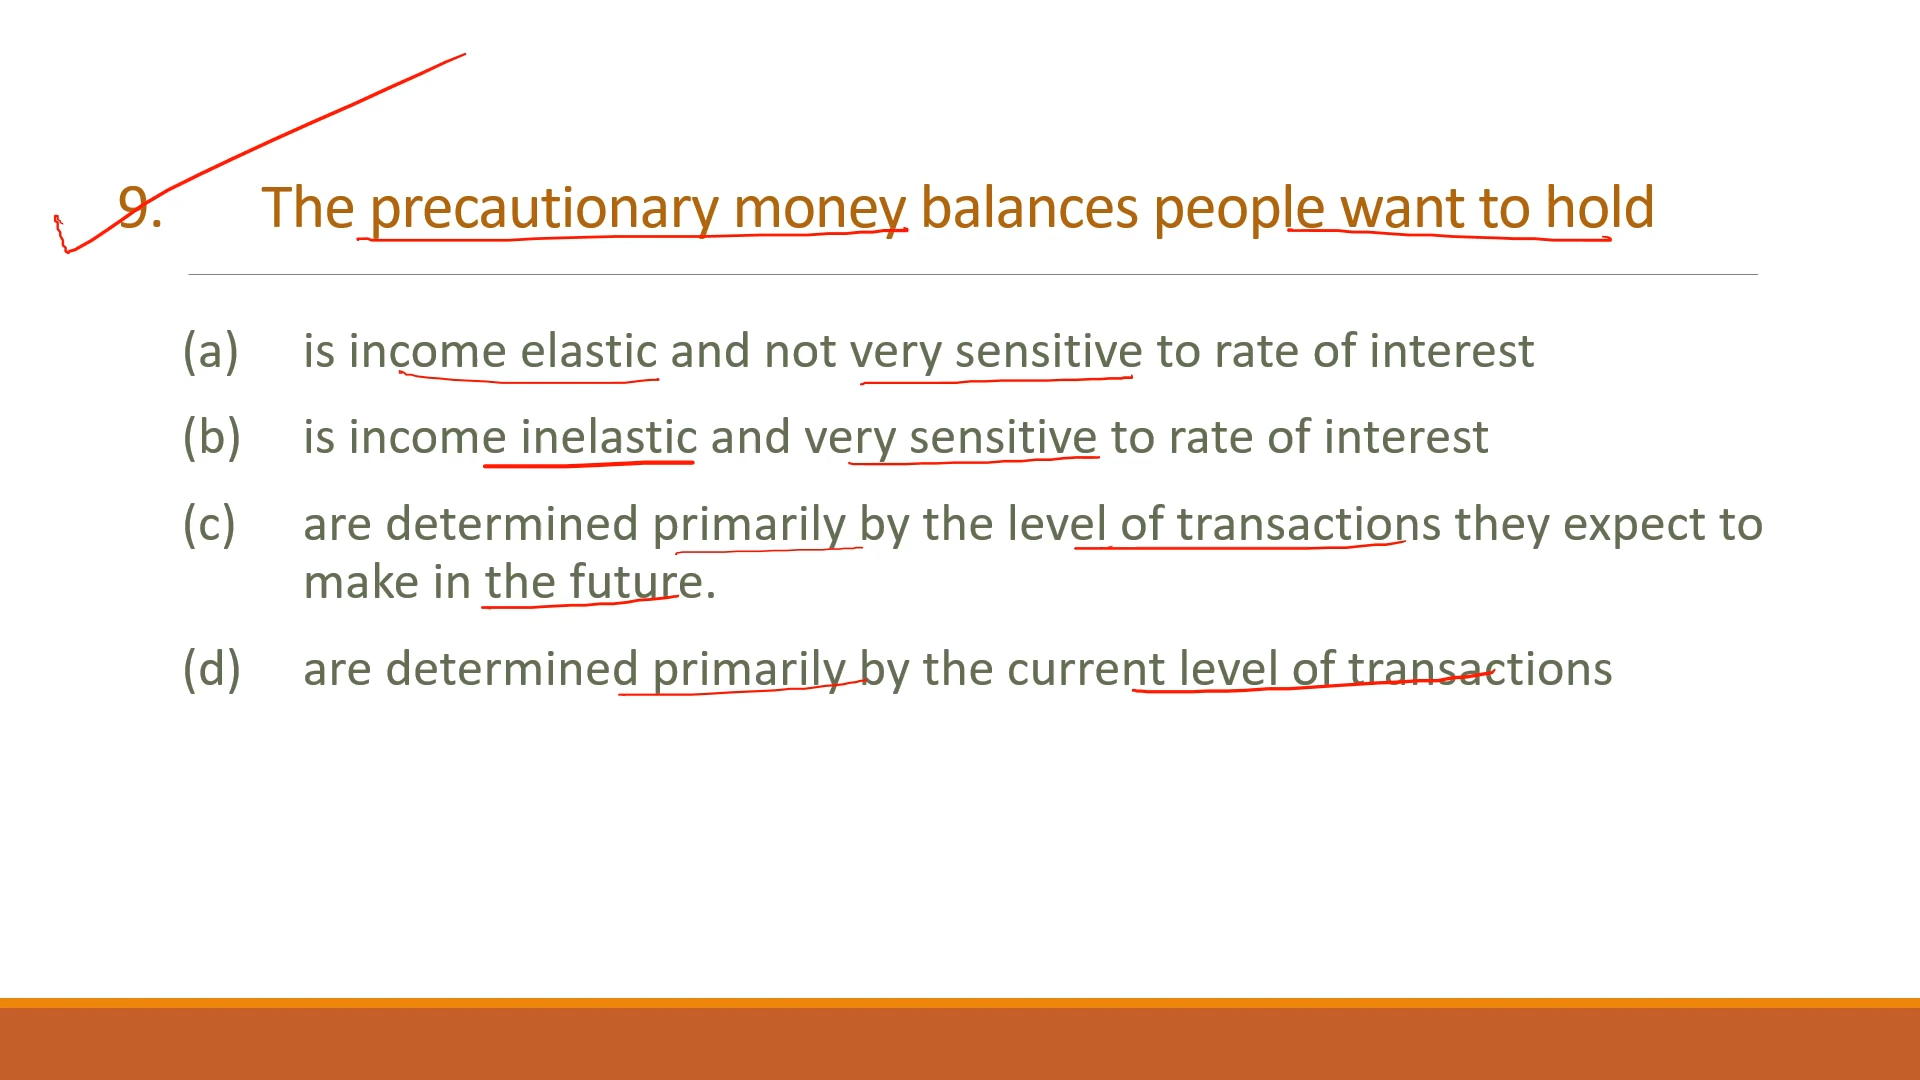 9. The precautionary money balances people want to hold
(a) is income elastic and not very sensitive to rate of interest
(b) is income inelastic and very sensitive to rate of interest
(c) are determined primarily by the level of transactions they expect to
make in the future.
(d) are determined primarily by the current level of transactions